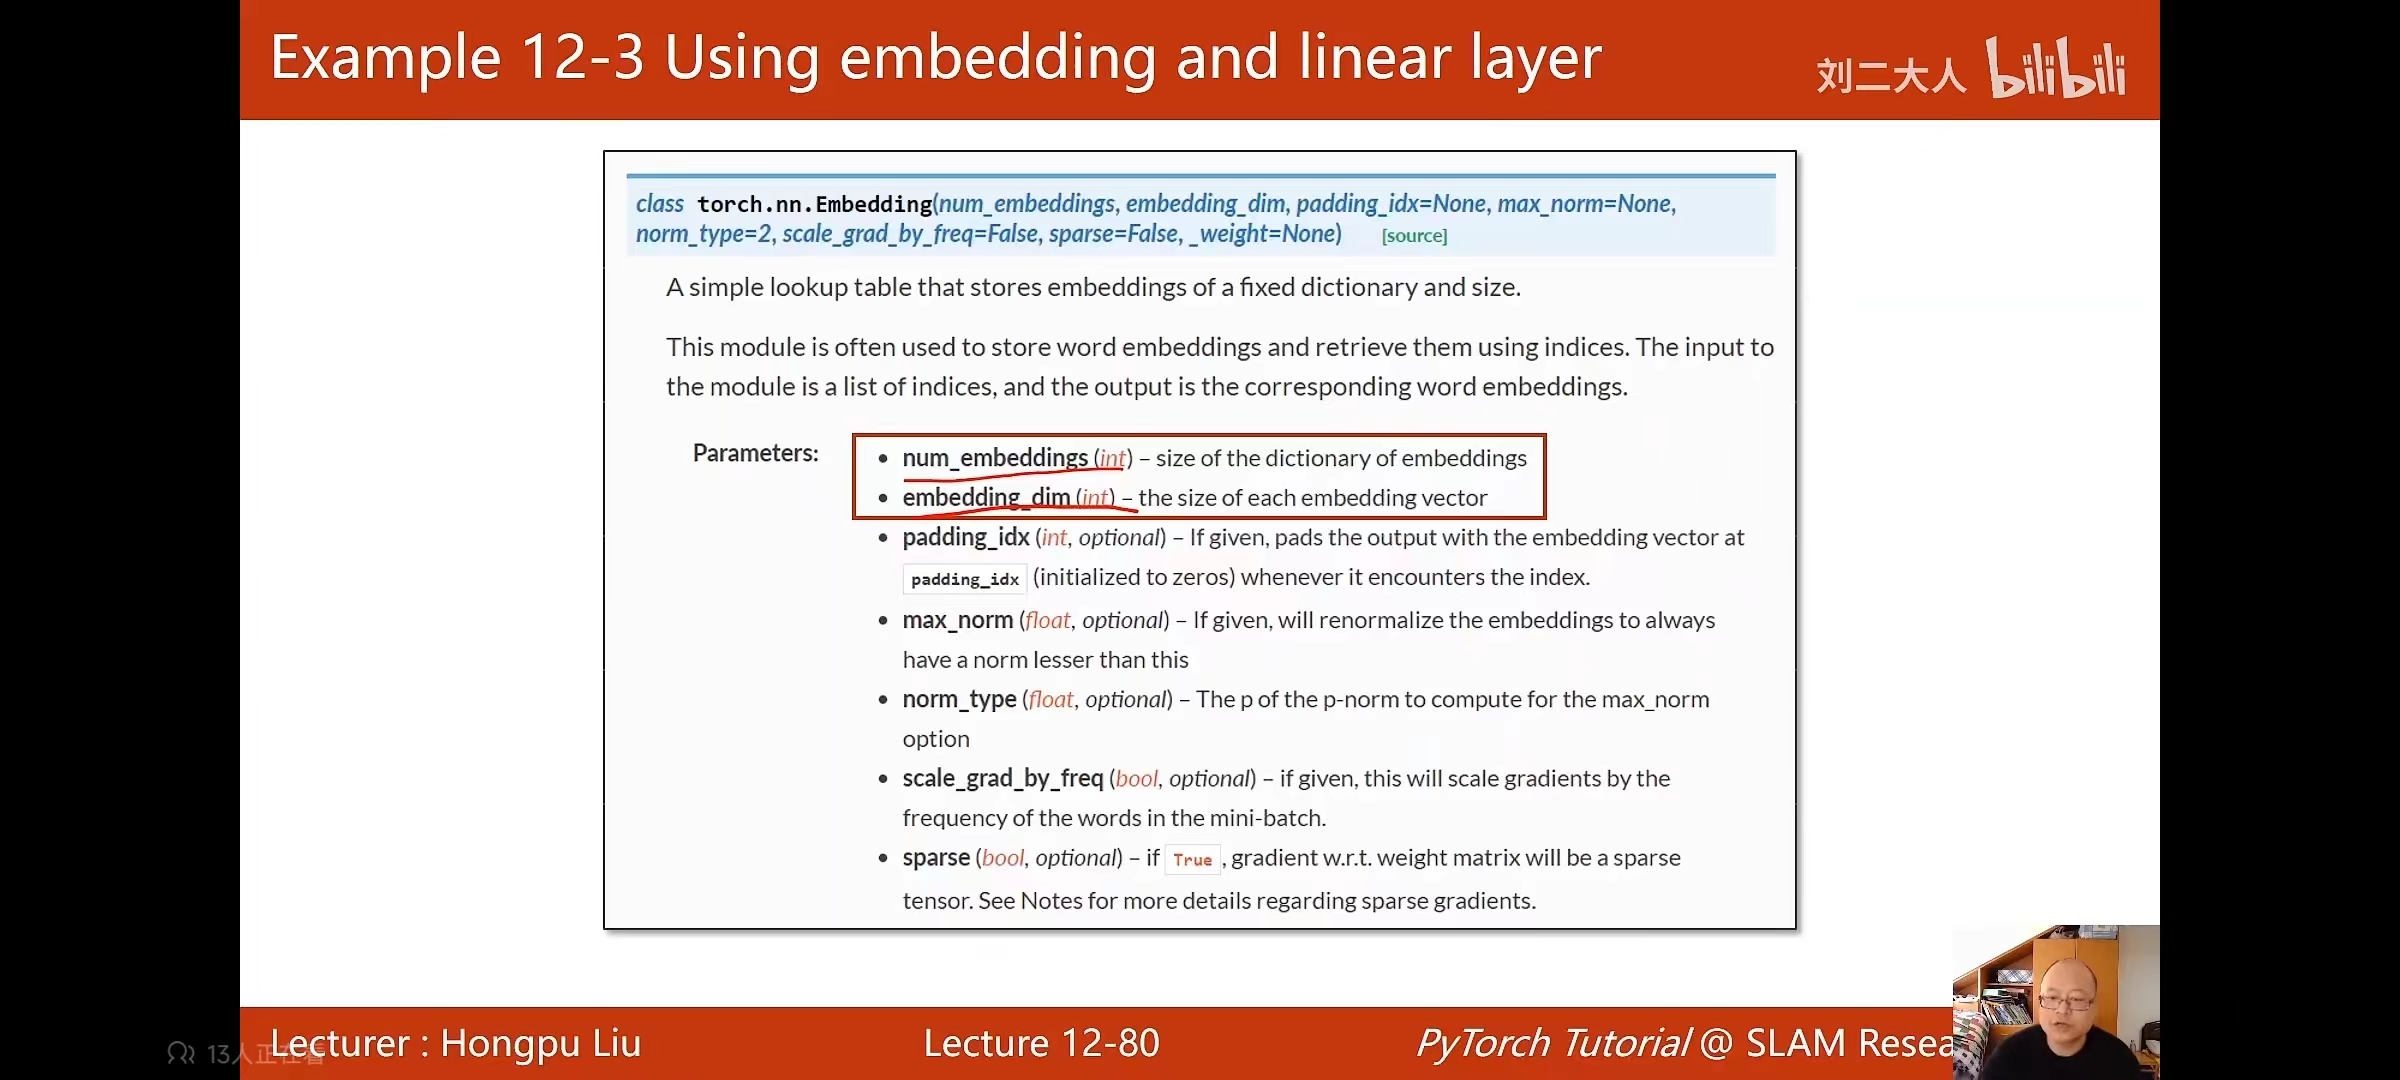 Example 12-3 Using embedding and linear layer
刘二大人 bilibili
class torch.nn.Embedding(num_embeddings, embedding_dim, padding_idx=None, max_norm=None,
norm_type=2, scale_grad_by_freq=False, sparse=False, _weight=None) [source]
A simple lookup table that stores embeddings of a fixed dictionary and size.
This module is often used to store word embeddings and retrieve them using indices. The input to
the module is a list of indices, and the output is the corresponding word embeddings.
Parameters:
• num_embeddings (int) – size of the dictionary of embeddings
• embedding_dim (int) – the size of each embedding vector
• padding_idx (int, optional) – If given, pads the output with the embedding vector at
padding_idx (initialized to zeros) whenever it encounters the index.
• max_norm (float, optional) – If given, will renormalize the embeddings to always
have a norm lesser than this
• norm_type (float, optional) – The p of the p-norm to compute for the max_norm
option
• scale_grad_by_freq (bool, optional) – if given, this will scale gradients by the
frequency of the words in the mini-batch.
• sparse (bool, optional) – if True, gradient w.r.t. weight matrix will be a sparse
tensor. See Notes for more details regarding sparse gradients.
Lecturer : Hongpu Liu
Lecture 12-80
PyTorch Tutorial @ SLAM Resea
13人正在看